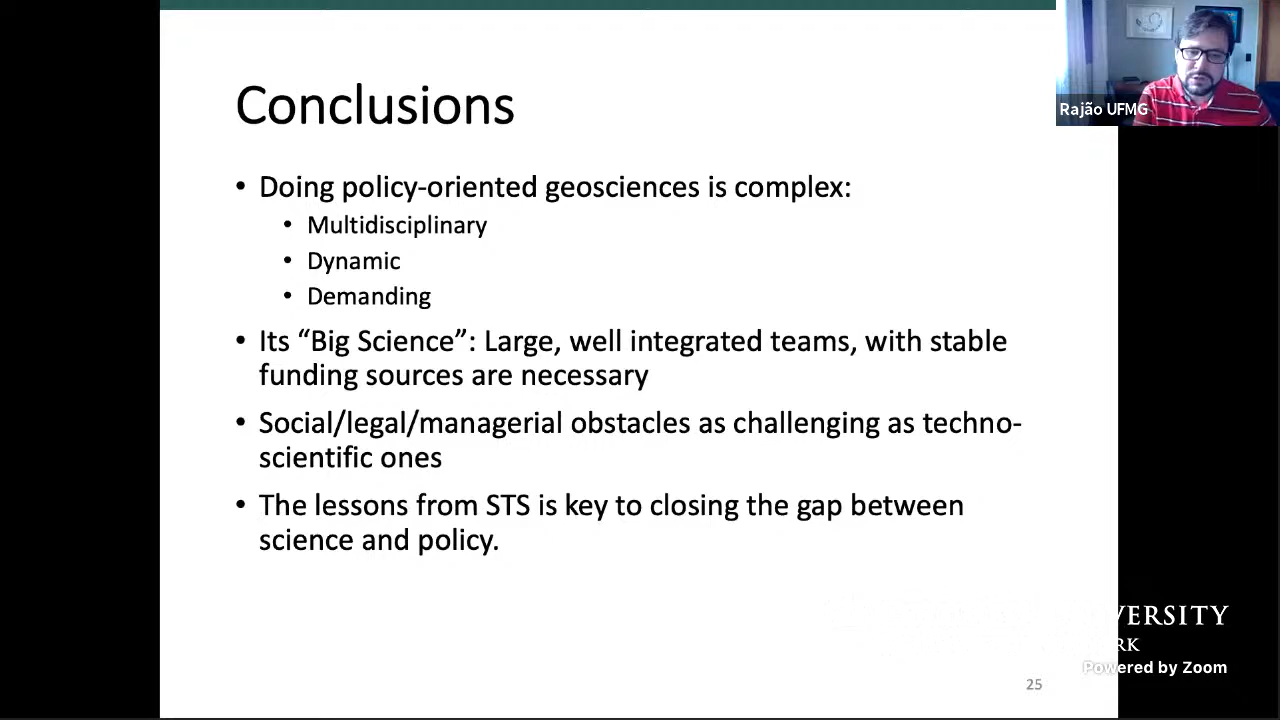 Rajão UFMG
Conclusions
• Doing policy-oriented geosciences is complex:
• Multidisciplinary
• Dynamic
• Demanding
• Its “Big Science”: Large, well integrated teams, with stable
funding sources are necessary
• Social/legal/managerial obstacles as challenging as techno-
scientific ones
• The lessons from STS is key to closing the gap between
science and policy.
VERSITY
RK
Powered by Zoom
25